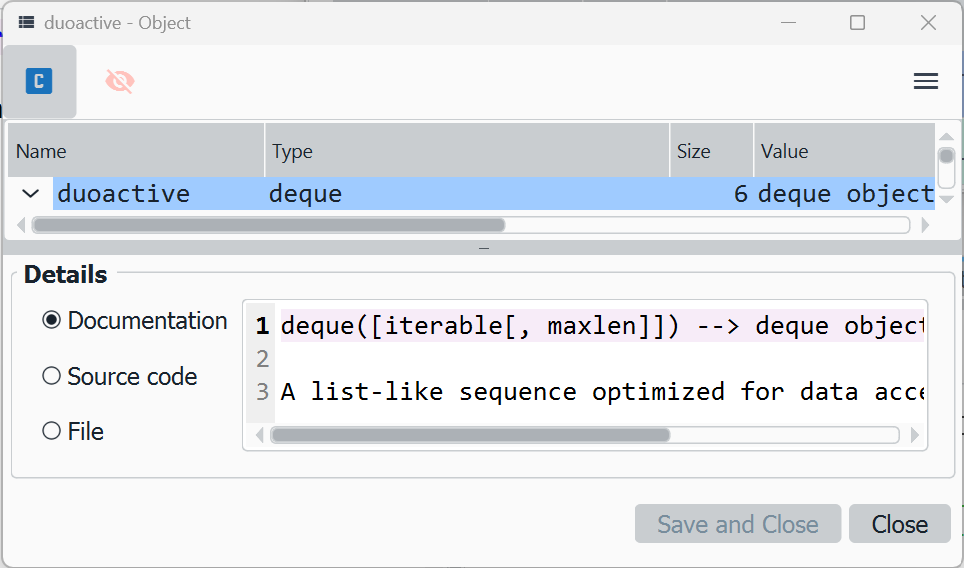 duoactive - Object
C
Name Type Size Value
duoactive deque 6 deque object
Details
Documentation
Source code
File
1 deque([iterable[, maxlen]]) --> deque object
2
3 A list-like sequence optimized for data acce
Save and Close Close